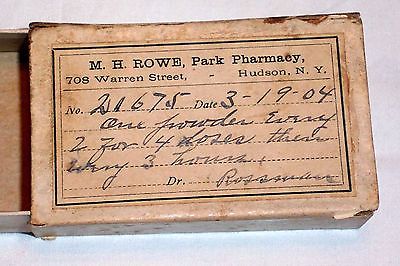 M. H. ROWE, Park Pharmacy,
708 Warren Street, - Hudson, N. Y.
No. 21675 Date 3-19-04
One powder every
2 for 4 doses then
every 3 hours.
Dr. Rossman